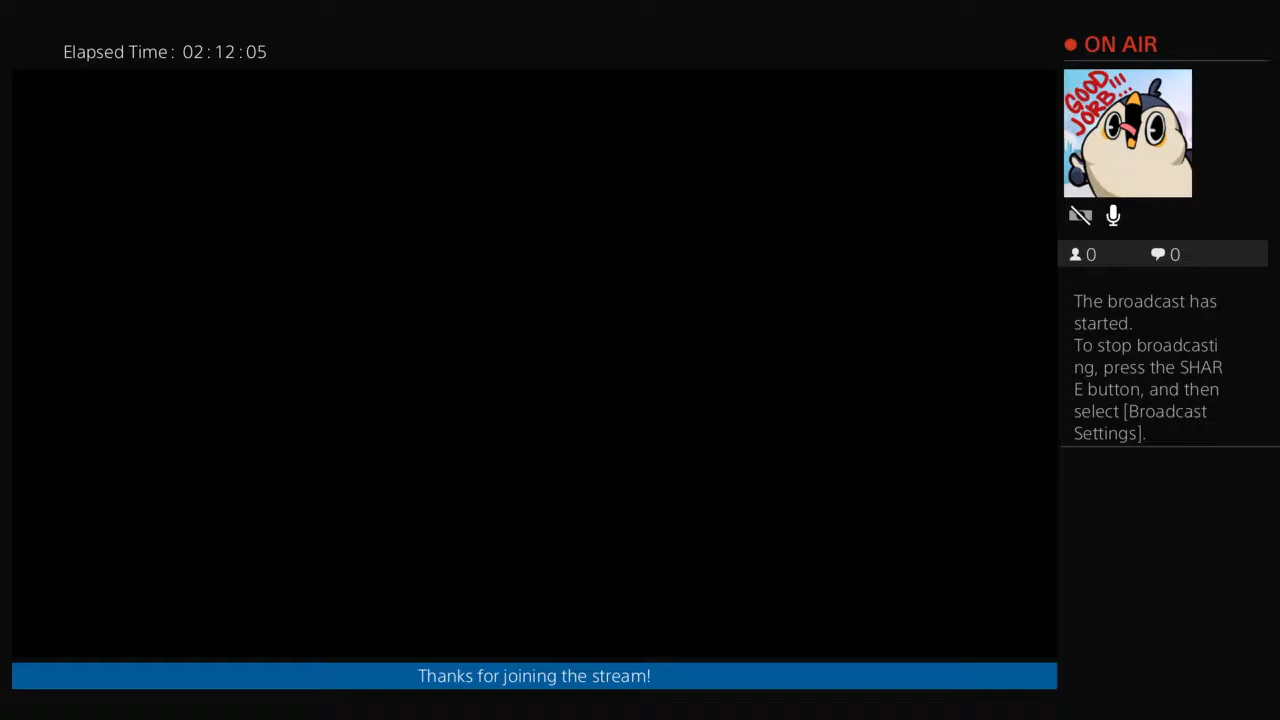 Elapsed Time: 02:12:05
ON AIR
GOOD
JORB!!!...
0
0
The broadcast has
started.
To stop broadcasti
ng, press the SHAR
E button, and then
select [Broadcast
Settings].
Thanks for joining the stream!